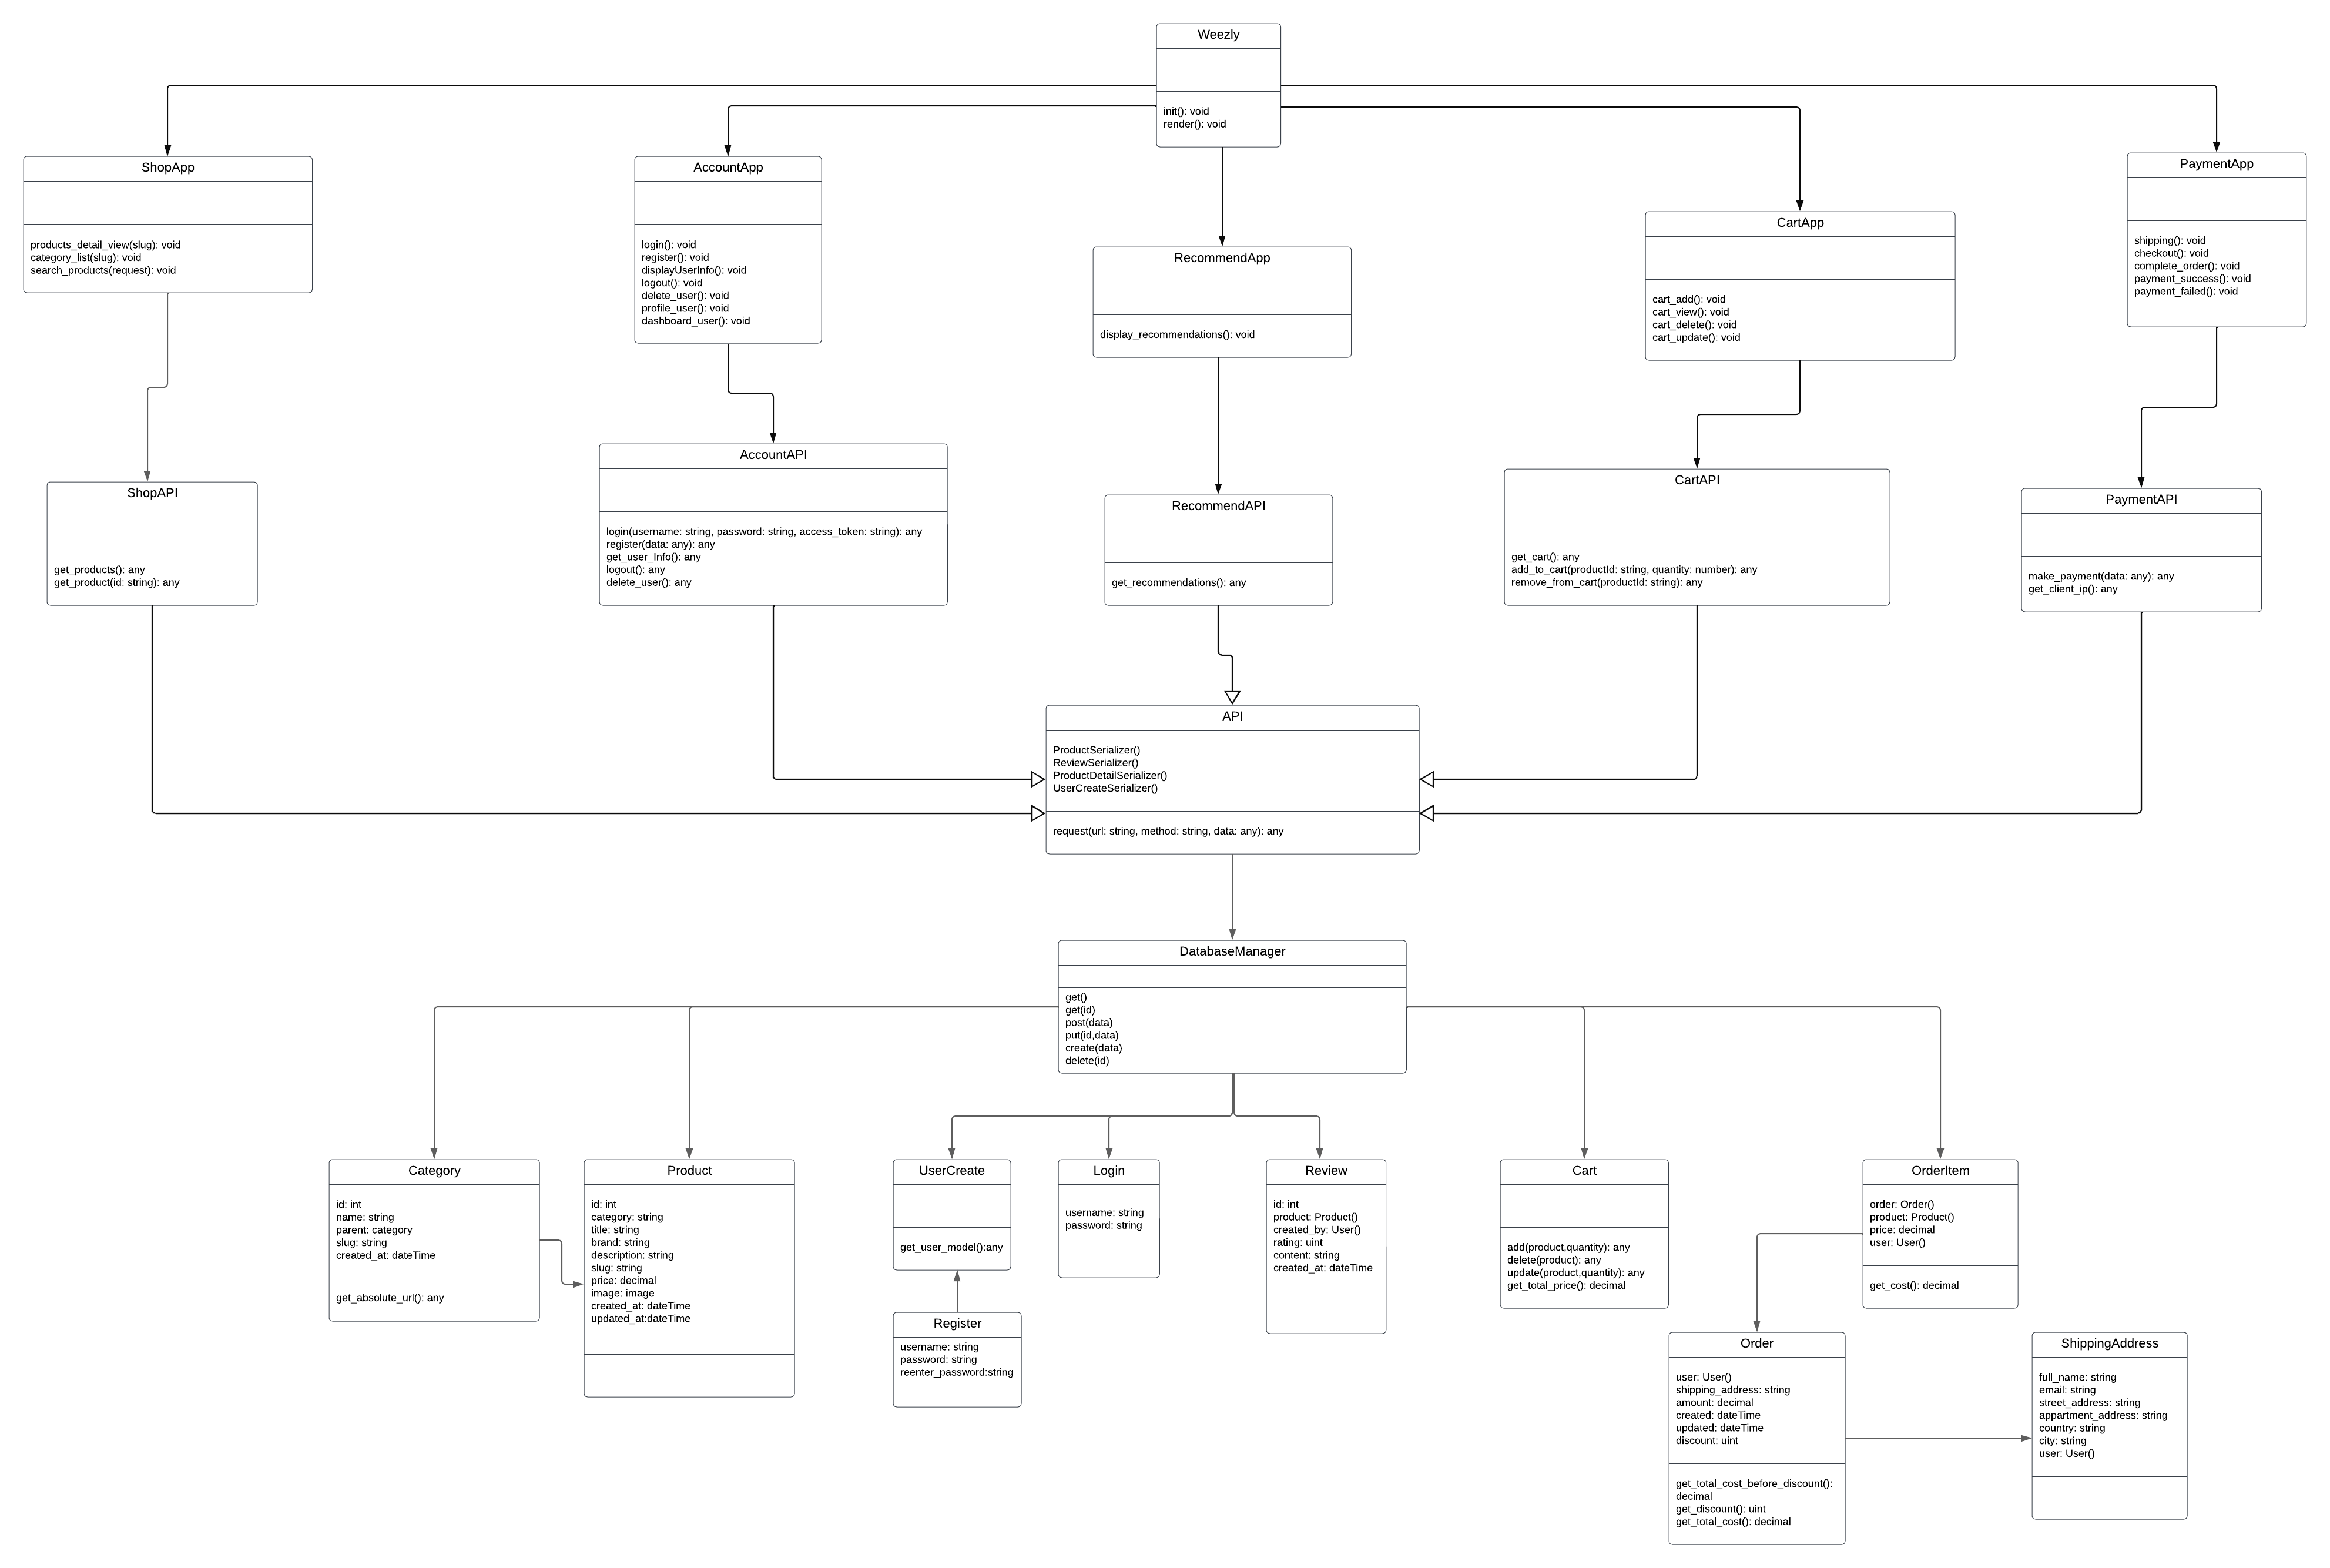 Weezly
init(): void
render(): void
ShopApp
products_detail_view(slug): void
category_list(slug): void
search_products(request): void
AccountApp
login(): void
register(): void
displayUserInfo(): void
logout(): void
delete_user(): void
profile_user(): void
dashboard_user(): void
RecommendApp
display_recommendations(): void
CartApp
cart_add(): void
cart_view(): void
cart_delete(): void
cart_update(): void
PaymentApp
shipping(): void
checkout(): void
complete_order(): void
payment_success(): void
payment_failed(): void
ShopAPI
get_products(): any
get_product(id: string): any
AccountAPI
login(username: string, password: string, access_token: string): any
register(data: any): any
get_user_Info(): any
logout(): any
delete_user(): any
RecommendAPI
get_recommendations(): any
CartAPI
get_cart(): any
add_to_cart(productId: string, quantity: number): any
remove_from_cart(productId: string): any
PaymentAPI
make_payment(data: any): any
get_client_ip(): any
API
ProductSerializer()
ReviewSerializer()
ProductDetailSerializer()
UserCreateSerializer()
request(url: string, method: string, data: any): any
DatabaseManager
get()
get(id)
post(data)
put(id,data)
create(data)
delete(id)
Category
id: int
name: string
parent: category
slug: string
created_at: dateTime
get_absolute_url(): any
Product
id: int
category: string
title: string
brand: string
description: string
slug: string
price: decimal
image: image
created_at: dateTime
updated_at:dateTime
UserCreate
get_user_model():any
Register
username: string
password: string
reenter_password:string
Login
username: string
password: string
Review
id: int
product: Product()
created_by: User()
rating: uint
content: string
created_at: dateTime
Cart
add(product,quantity): any
delete(product): any
update(product,quantity): any
get_total_price(): decimal
OrderItem
order: Order()
product: Product()
price: decimal
user: User()
get_cost(): decimal
Order
user: User()
shipping_address: string
amount: decimal
created: dateTime
updated: dateTime
discount: uint
get_total_cost_before_discount():
decimal
get_discount(): uint
get_total_cost(): decimal
ShippingAddress
full_name: string
email: string
street_address: string
appartment_address: string
country: string
city: string
user: User()